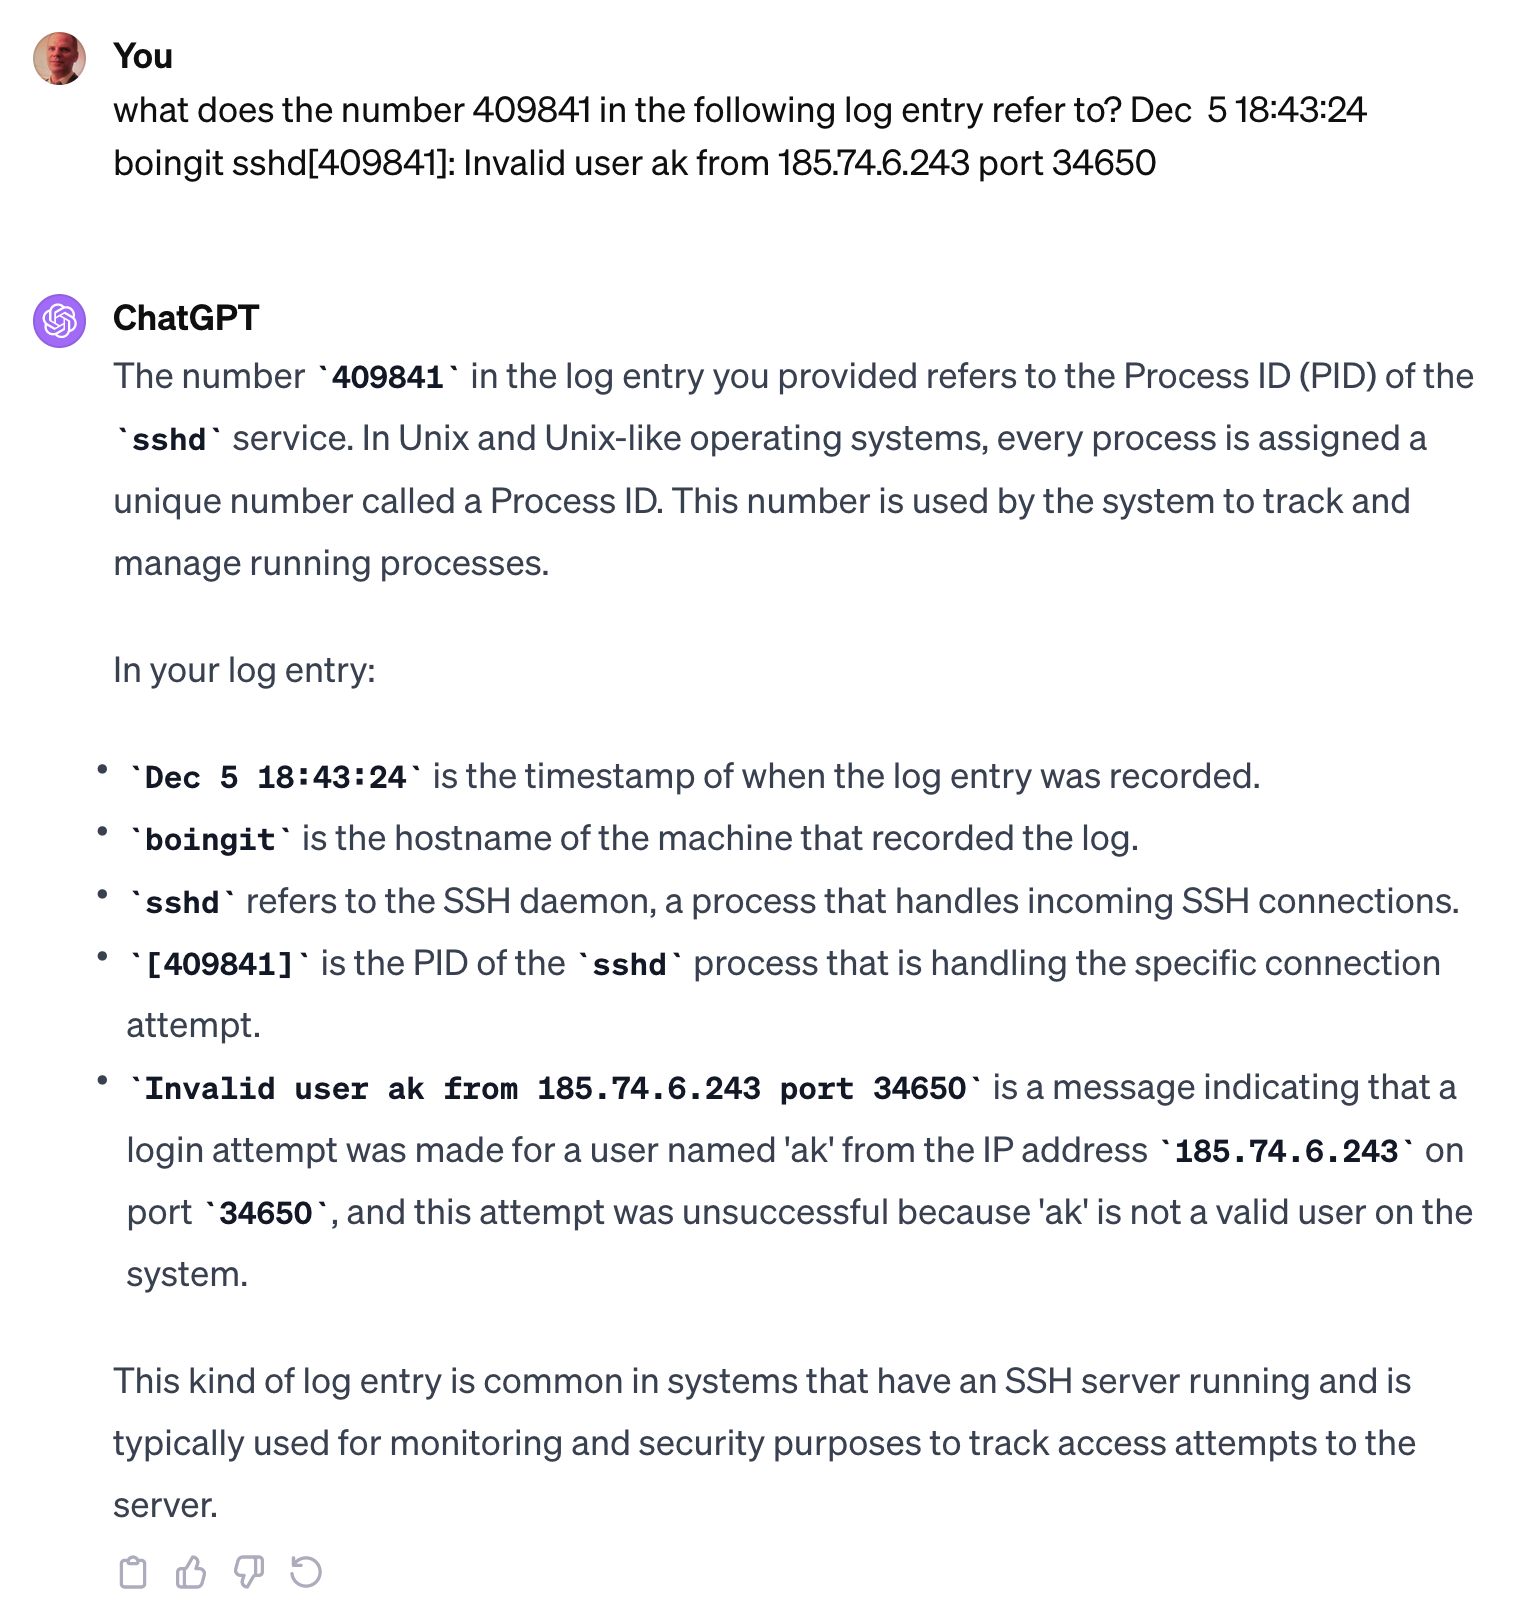 You
what does the number 409841 in the following log entry refer to? Dec  5 18:43:24
boingit sshd[409841]: Invalid user ak from 185.74.6.243 port 34650
ChatGPT
The number `409841` in the log entry you provided refers to the Process ID (PID) of the
`sshd` service. In Unix and Unix-like operating systems, every process is assigned a
unique number called a Process ID. This number is used by the system to track and
manage running processes.
In your log entry:
• `Dec 5 18:43:24` is the timestamp of when the log entry was recorded.
• `boingit` is the hostname of the machine that recorded the log.
• `sshd` refers to the SSH daemon, a process that handles incoming SSH connections.
• `[409841]` is the PID of the `sshd` process that is handling the specific connection
attempt.
• `Invalid user ak from 185.74.6.243 port 34650` is a message indicating that a
login attempt was made for a user named 'ak' from the IP address `185.74.6.243` on
port `34650`, and this attempt was unsuccessful because 'ak' is not a valid user on the
system.
This kind of log entry is common in systems that have an SSH server running and is
typically used for monitoring and security purposes to track access attempts to the
server.